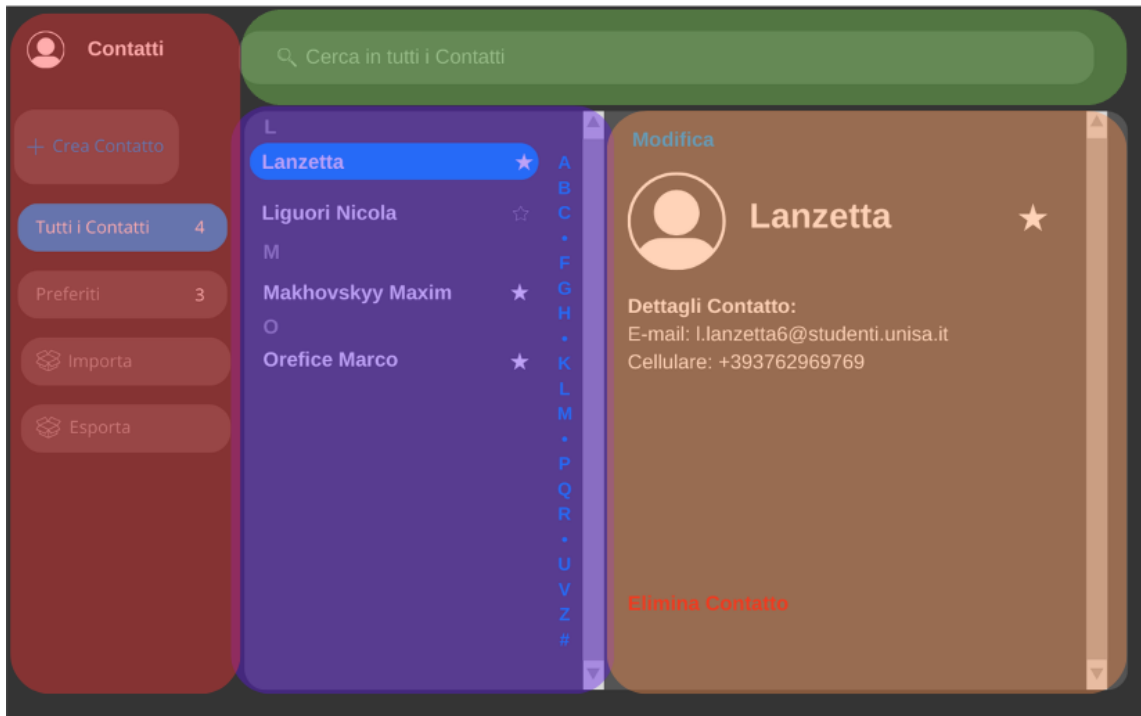 Contatti
Cerca in tutti i Contatti
+ Crea Contatto
Tutti i Contatti 4
Preferiti 3
Importa
Esporta
L
Lanzetta ★
Liguori Nicola ☆
M
Makhovskyy Maxim ★
O
Orefice Marco ★
A
B
C
•
F
G
H
•
K
L
M
•
P
Q
R
•
U
V
Z
#
Modifica
Lanzetta ★
Dettagli Contatto:
E-mail: l.lanzetta6@studenti.unisa.it
Cellulare: +393762969769
Elimina Contatto